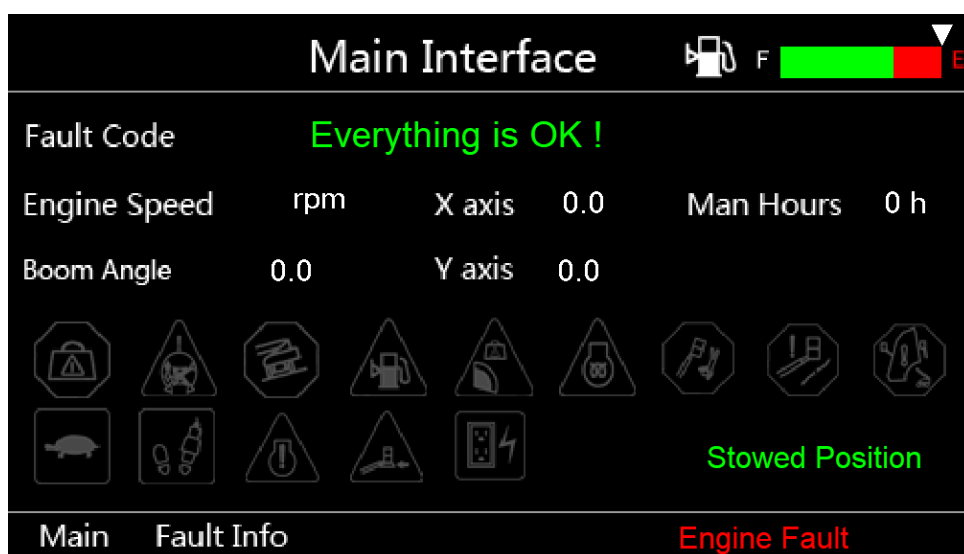 Main Interface F E
Fault Code Everything is OK !
Engine Speed rpm X axis 0.0 Man Hours 0 h
Boom Angle 0.0 Y axis 0.0
Stowed Position
Main Fault Info Engine Fault